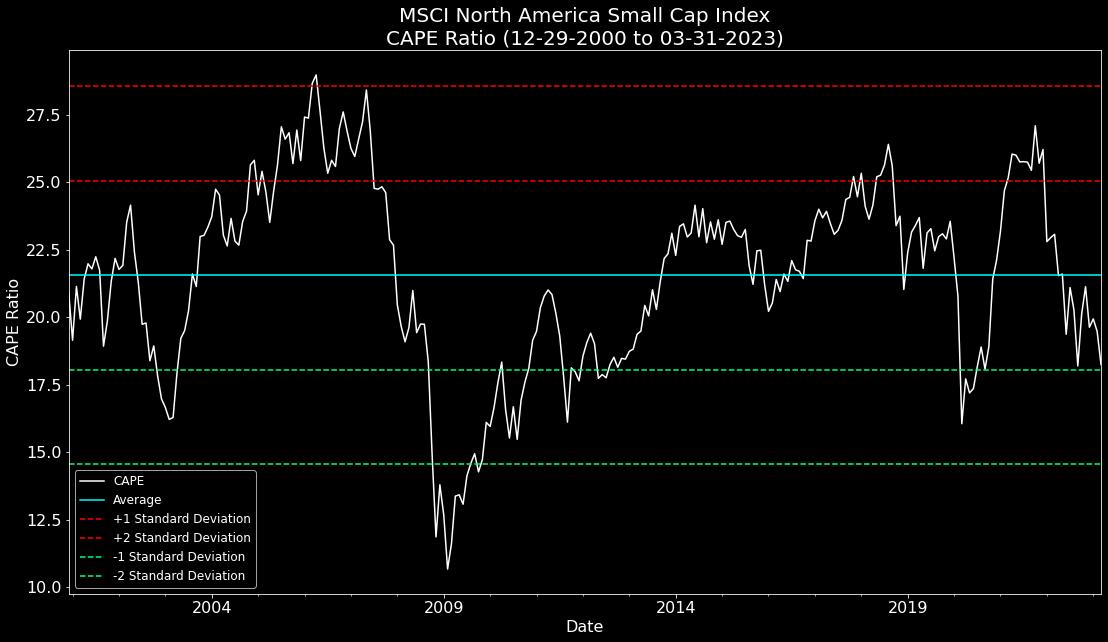 MSCI North America Small Cap Index
CAPE Ratio (12-29-2000 to 03-31-2023)
CAPE Ratio
27.5
25.0
22.5
20.0
17.5
15.0
12.5
10.0
CAPE
Average
+1 Standard Deviation
+2 Standard Deviation
-1 Standard Deviation
-2 Standard Deviation
2004
2009
2014
2019
Date